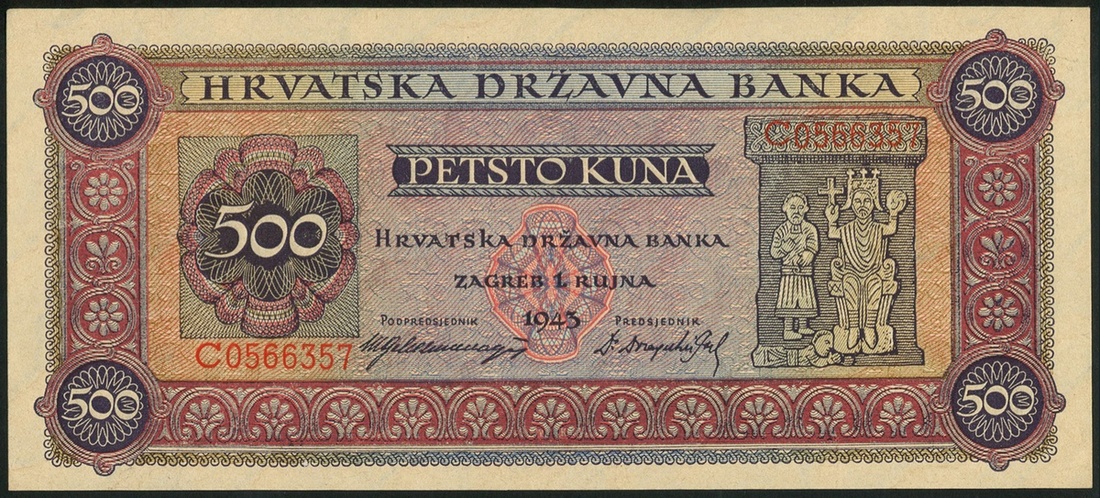 500 HRVATSKA DRŽAVNA BANKA 500
C0566357
PETSTO KUNA
500
HRVATSKA DRŽAVNA BANKA
ZAGREB 1. RUJNA
PODPREDSJEDNIK 1943 PREDSJEDNIK
C0566357
500 500